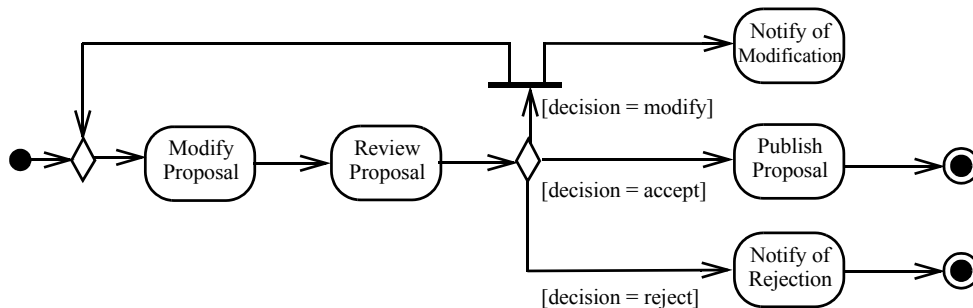 Notify of
Modification
[decision = modify]
Modify
Proposal
Review
Proposal
Publish
Proposal
[decision = accept]
Notify of
Rejection
[decision = reject]